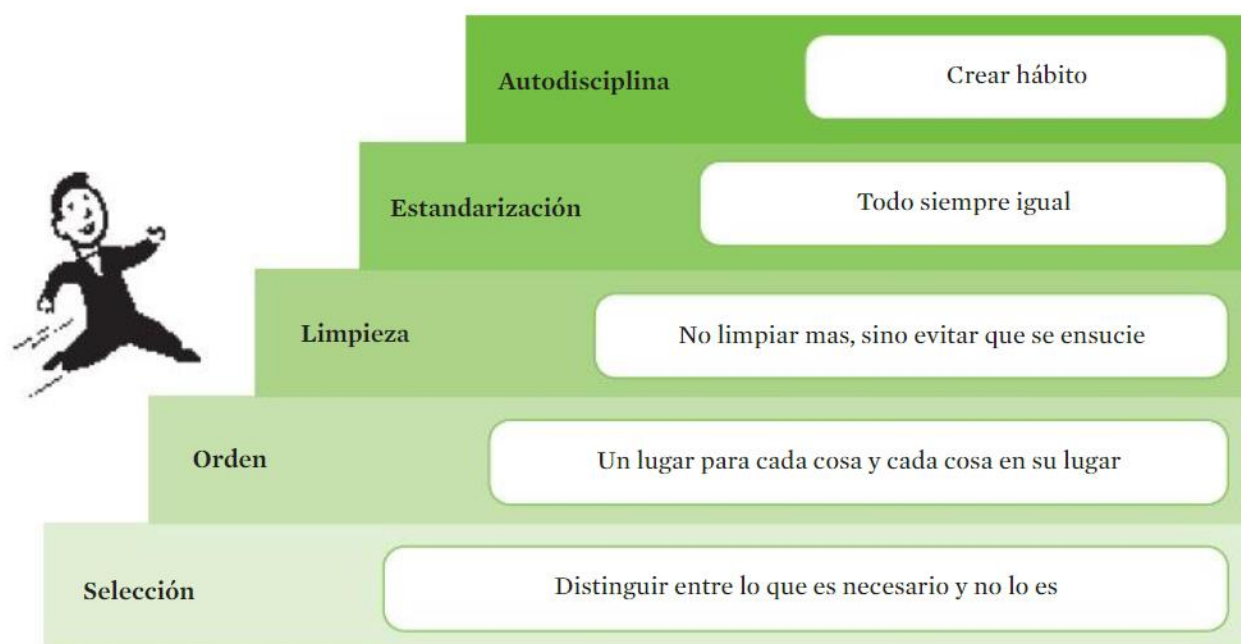 Autodisciplina
Crear hábito
Estandarización
Todo siempre igual
Limpieza
No limpiar mas, sino evitar que se ensucie
Orden
Un lugar para cada cosa y cada cosa en su lugar
Selección
Distinguir entre lo que es necesario y no lo es